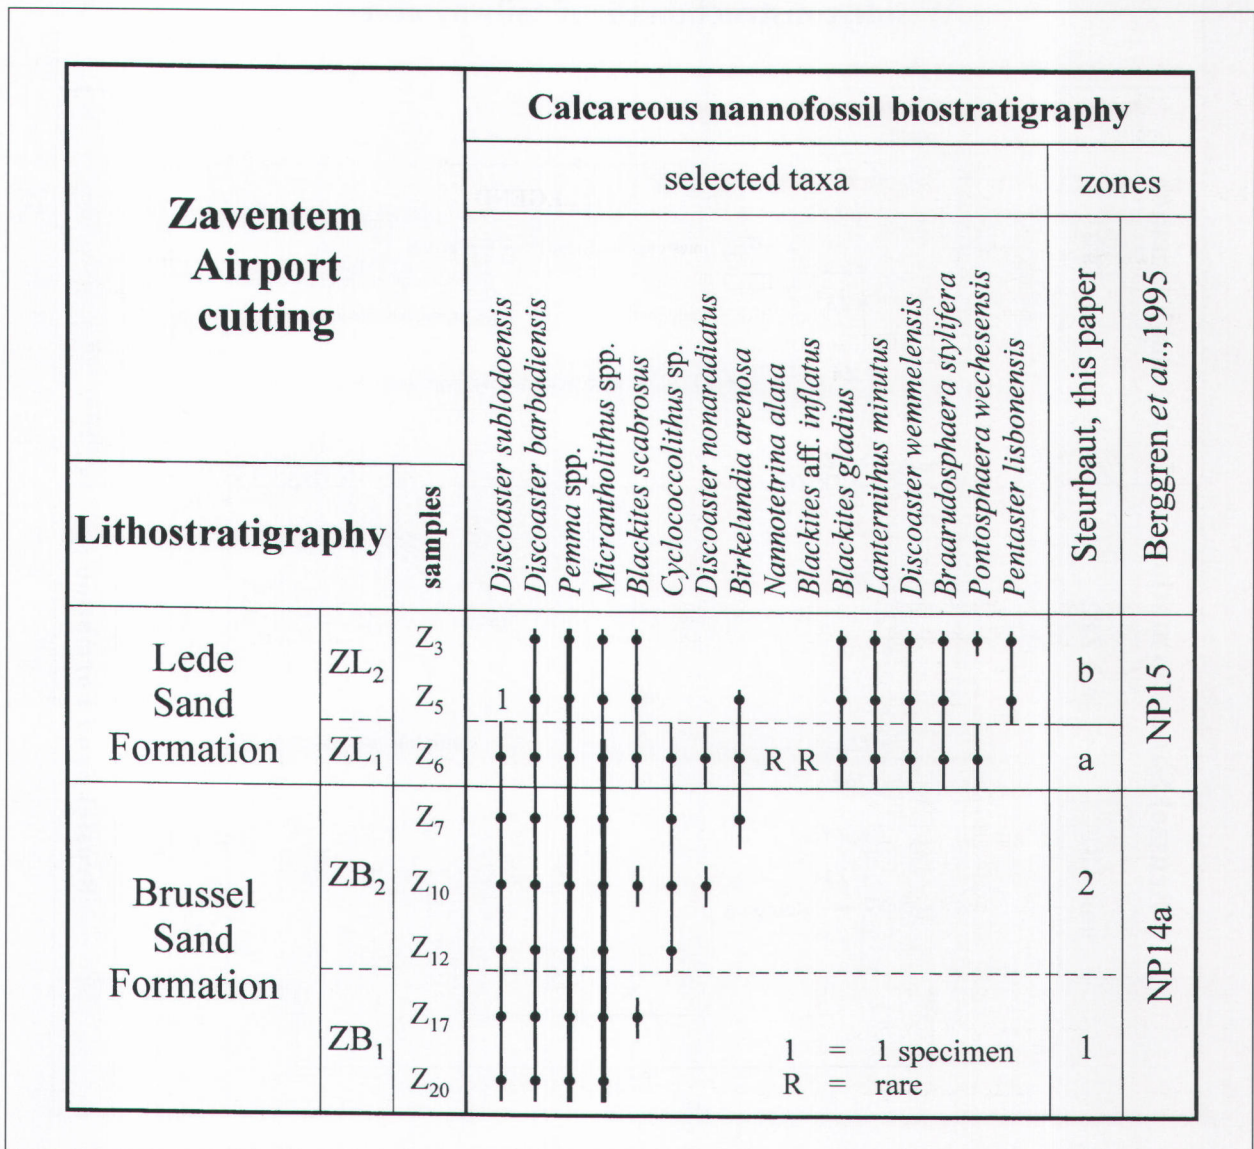 Calcareous nannofossil biostratigraphy
Zaventem
Airport
cutting
selected taxa
zones
Lithostratigraphy
samples
Discoaster sublodoensis
Discoaster barbadiensis
Pemma spp.
Micrantholithus spp.
Blackites scabrosus
Cyclococcolithus sp.
Discoaster nonaradiatus
Birkelundia arenosa
Nannotetrina alata
Blackites aff. inflatus
Blackites gladius
Lanternithus minutus
Discoaster wemmelensis
Braarudosphaera stylifera
Pontosphaera wechesensis
Pentaster lisbonensis
Steurbaut, this paper
Berggren et al.,1995
Lede
Sand
Formation
ZL2
Z3
Z5
1
b
NP15
ZL1
Z6
R R
a
Brussel
Sand
Formation
ZB2
Z7
Z10
Z12
2
NP14a
ZB1
Z17
Z20
1
1 = 1 specimen
R = rare